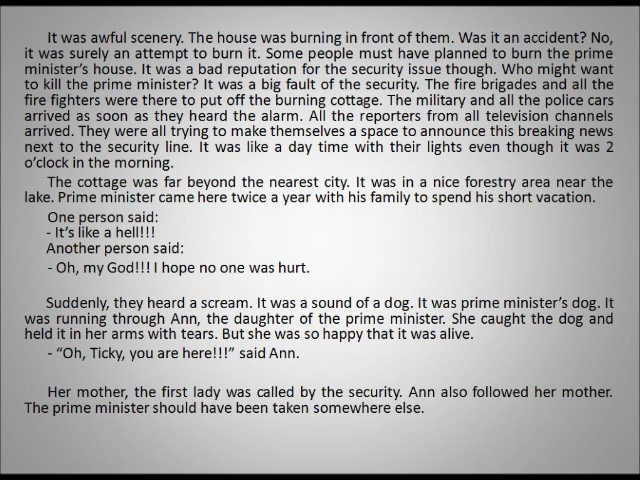 It was awful scenery. The house was burning in front of them. Was it an accident? No,
it was surely an attempt to burn it. Some people must have planned to burn the prime
minister's house. It was a bad reputation for the security issue though. Who might want
to kill the prime minister? It was a big fault of the security. The fire brigades and all the
fire fighters were there to put off the burning cottage. The military and all the police cars
arrived as soon as they heard the alarm. All the reporters from all television channels
arrived. They were all trying to make themselves a space to announce this breaking news
next to the security line. It was like a day time with their lights even though it was 2
o'clock in the morning.
The cottage was far beyond the nearest city. It was in a nice forestry area near the
lake. Prime minister came here twice a year with his family to spend his short vacation.
One person said:
- It's like a hell!!!
Another person said:
- Oh, my God!!! I hope no one was hurt.
Suddenly, they heard a scream. It was a sound of a dog. It was prime minister's dog. It
was running through Ann, the daughter of the prime minister. She caught the dog and
held it in her arms with tears. But she was so happy that it was alive.
- “Oh, Ticky, you are here!!!” said Ann.
Her mother, the first lady was called by the security. Ann also followed her mother.
The prime minister should have been taken somewhere else.